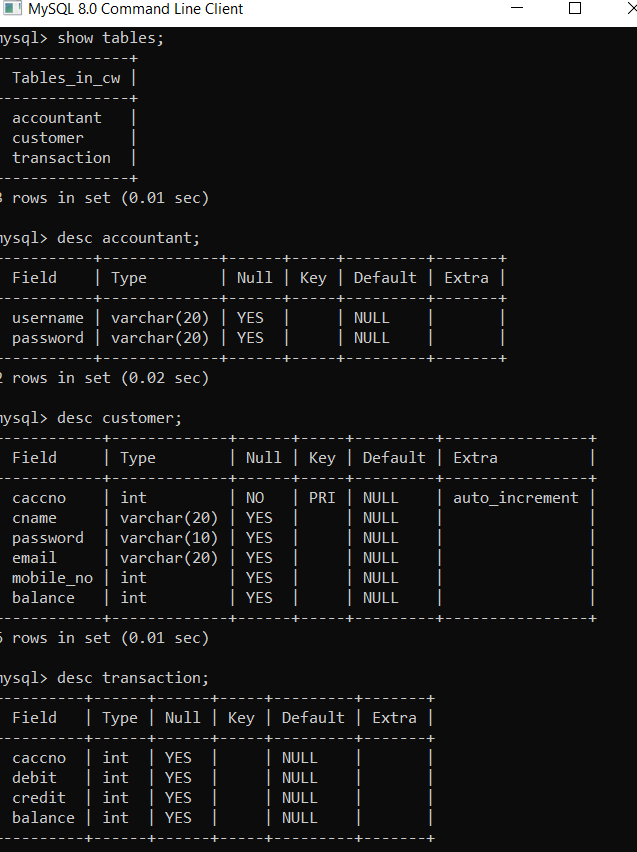 MySQL 8.0 Command Line Client
mysql> show tables;
---------------+
Tables_in_cw |
---------------+
accountant   |
customer     |
transaction  |
---------------+
3 rows in set (0.01 sec)
mysql> desc accountant;
----------+-------------+------+-----+---------+-------+
Field    | Type        | Null | Key | Default | Extra |
----------+-------------+------+-----+---------+-------+
username | varchar(20) | YES  |     | NULL    |       |
password | varchar(20) | YES  |     | NULL    |       |
----------+-------------+------+-----+---------+-------+
2 rows in set (0.02 sec)
mysql> desc customer;
-----------+-------------+------+-----+---------+----------------+
Field     | Type        | Null | Key | Default | Extra          |
-----------+-------------+------+-----+---------+----------------+
caccno    | int         | NO   | PRI | NULL    | auto_increment |
cname     | varchar(20) | YES  |     | NULL    |                |
password  | varchar(10) | YES  |     | NULL    |                |
email     | varchar(20) | YES  |     | NULL    |                |
mobile_no | int         | YES  |     | NULL    |                |
balance   | int         | YES  |     | NULL    |                |
-----------+-------------+------+-----+---------+----------------+
6 rows in set (0.01 sec)
mysql> desc transaction;
---------+------+------+-----+---------+-------+
Field   | Type | Null | Key | Default | Extra |
---------+------+------+-----+---------+-------+
caccno  | int  | YES  |     | NULL    |       |
debit   | int  | YES  |     | NULL    |       |
credit  | int  | YES  |     | NULL    |       |
balance | int  | YES  |     | NULL    |       |
---------+------+------+-----+---------+-------+